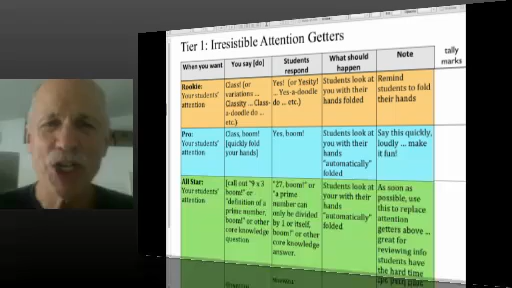 Tier 1: Irresistible Attention Getters
When you want
You say [do]
Students
respond
What should
happen
Note
tally
marks
Rookie:
Your students'
attention
Class! (or
variations ...
Classity ... Class-
a-doodle do ...
etc.)
Yes! (or Yesity!
... Yes-a-doodle
do ... etc.)
Students look at
you with their
hands folded
Remind
students to fold
their hands
Pro:
Your students'
attention
Class, boom!
[quickly fold
your hands]
Yes, boom!
Students look at
you with their
hands
"automatically"
folded
Say this quickly,
loudly ... make
it fun!
All Star:
Your students'
attention
[call out "9 x 3
boom!" or
"definition of a
prime number,
boom!" or other
core knowledge
question
"27, boom!" or
"a prime
number can
only be divided
by 1 or itself,
boom!" or other
core knowledge
answer.
Students look at
your with their
hands
"automatically"
folded
As soon as
possible, use
this to replace
attention
getters above ...
great for
reviewing info
students have
the hard time